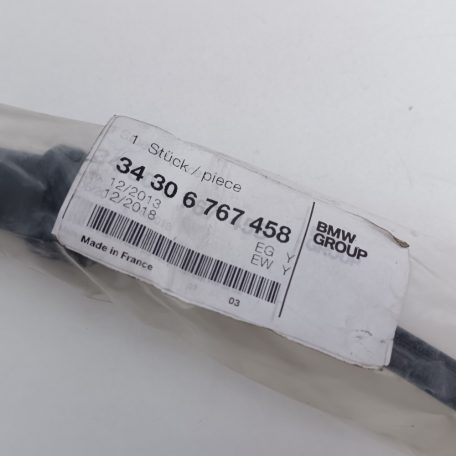 1 Stück / piece
34 30 6 767 458
12/2013
12/2018
EG Y
EW Y
Made in France
03
BMW
GROUP